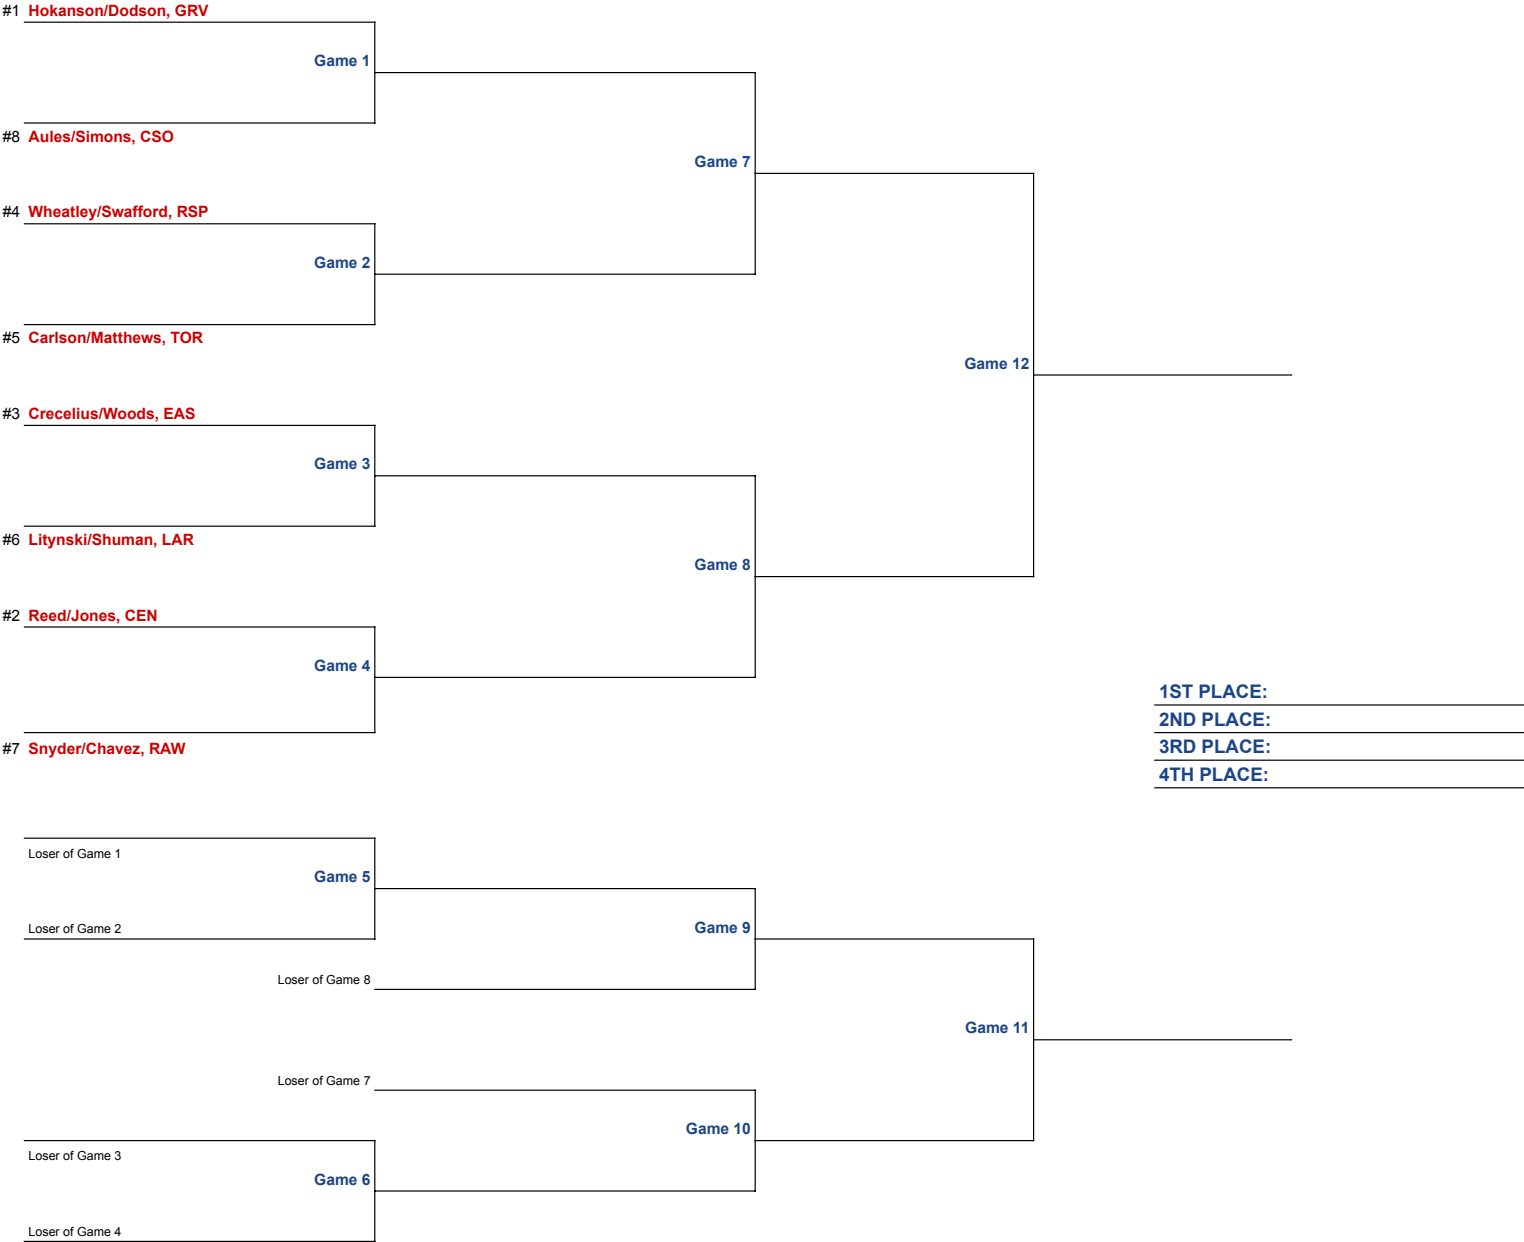 #1 Hokanson/Dodson, GRV
Game 1
#8 Aules/Simons, CSO
Game 7
#4 Wheatley/Swafford, RSP
Game 2
#5 Carlson/Matthews, TOR
Game 12
#3 Crecelius/Woods, EAS
Game 3
#6 Litynski/Shuman, LAR
Game 8
#2 Reed/Jones, CEN
Game 4
#7 Snyder/Chavez, RAW
1ST PLACE:
2ND PLACE:
3RD PLACE:
4TH PLACE:
Loser of Game 1
Game 5
Loser of Game 2
Game 9
Loser of Game 8
Game 11
Loser of Game 7
Game 10
Loser of Game 3
Game 6
Loser of Game 4